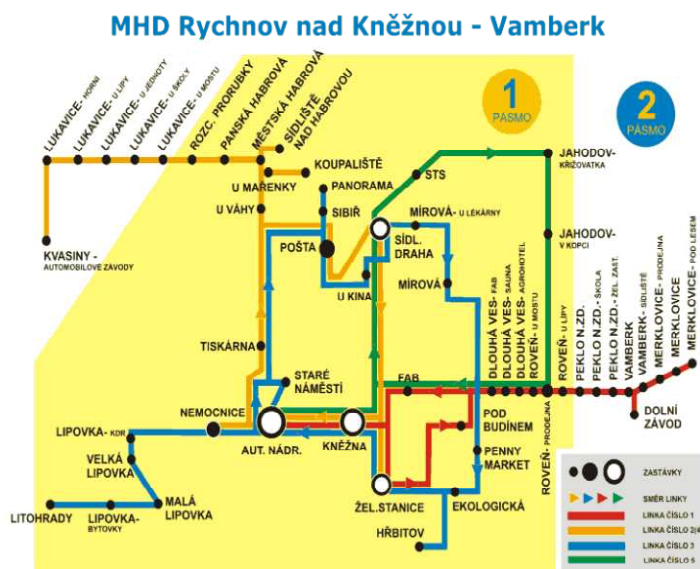 MHD Rychnov nad Kněžnou - Vamberk
LUKAVICE- HORNÍ
LUKAVICE- U LÍPY
LUKAVICE- U JEDNOTY
LUKAVICE- U ŠKOLY
LUKAVICE- U MOSTU
ROZC. PRORUBKY
PANSKÁ HABROVÁ
MĚSTSKÁ HABROVÁ
SÍDLIŠTĚ
NAD HABROVOU
1
PÁSMO
2
PÁSMO
KOUPALIŠTĚ
U MAŘENKY
PANORAMA
STS
JAHODOV-
KŘIŽOVATKA
U VÁHY
SIBIŘ
MÍROVÁ- U LÉKÁRNY
POŠTA
SÍDL.
DRAHA
JAHODOV-
V KOPCI
KVASINY -
AUTOMOBILOVÉ ZÁVODY
U KINA
MÍROVÁ
DLOUHÁ VES- FAB
DLOUHÁ VES- SAUNA
DLOUHÁ VES- AGROHOTEL
ROVEŇ- U MOSTU
ROVEŇ- U LÍPY
PEKLO N.ZD.
PEKLO N.ZD.- ŠKOLA
PEKLO N.ZD.- ŽEL. ZAST.
VAMBERK
VAMBERK- SÍDLIŠTĚ
MERKLOVICE- PRODEJNA
MERKLOVICE
MERKLOVICE- POD LESEM
TISKÁRNA
STARÉ
NÁMĚSTÍ
FAB
NEMOCNICE
LIPOVKA- KDR
AUT. NÁDR.
KNĚŽNA
POD
BUDÍNEM
ROVEŇ- PRODEJNA
DOLNÍ
ZÁVOD
VELKÁ
LIPOVKA
PENNY
MARKET
LITOHRADY
LIPOVKA-
BYTOVKY
MALÁ
LIPOVKA
ŽEL.STANICE
EKOLOGICKÁ
HŘBITOV
ZASTÁVKY
SMĚR LINKY
LINKA ČÍSLO 1
LINKA ČÍSLO 2/4
LINKA ČÍSLO 3
LINKA ČÍSLO 5